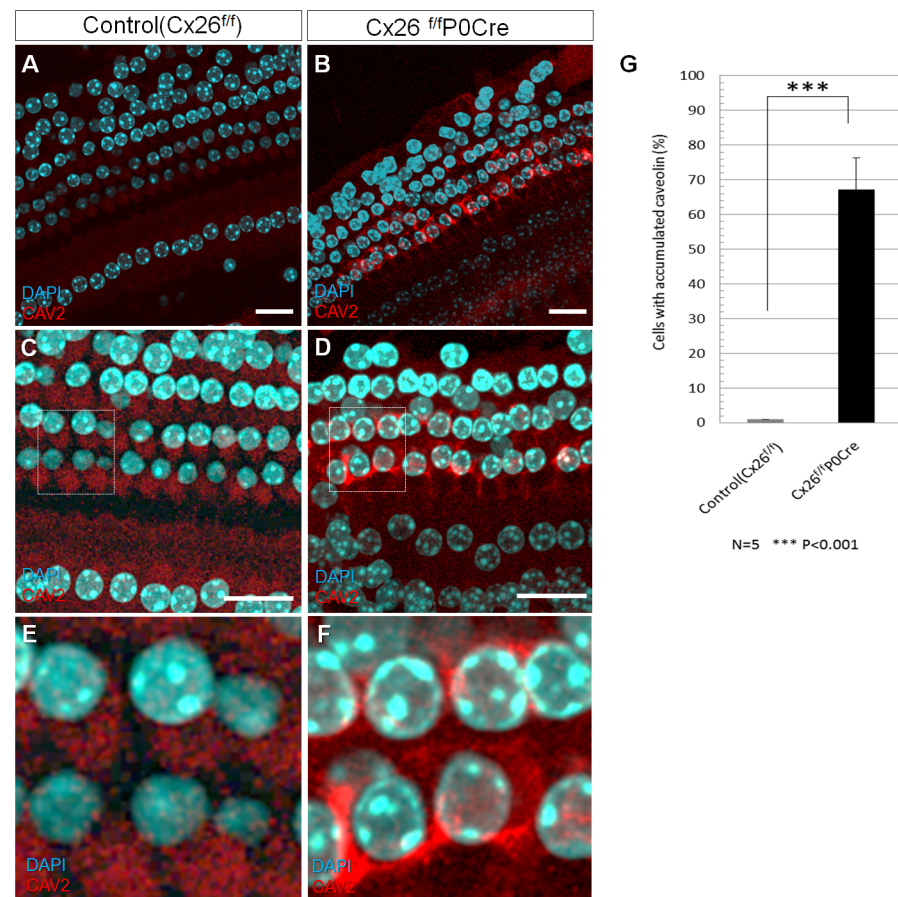 Control(Cx26f/f)
Cx26 f/fP0Cre
A
DAPI
CAV2
B
DAPI
CAV2
C
DAPI
CAV2
D
DAPI
CAV2
E
DAPI
CAV2
F
DAPI
CAV2
G
***
Cells with accumulated caveolin (%)
100
90
80
70
60
50
40
30
20
10
0
Control(Cx26f/f)
Cx26f/fP0Cre
N=5 *** P<0.001